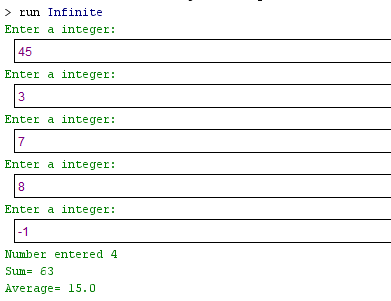 > run Infinite
Enter a integer:
45
Enter a integer:
3
Enter a integer:
7
Enter a integer:
8
Enter a integer:
-1
Number entered 4
Sum= 63
Average= 15.0